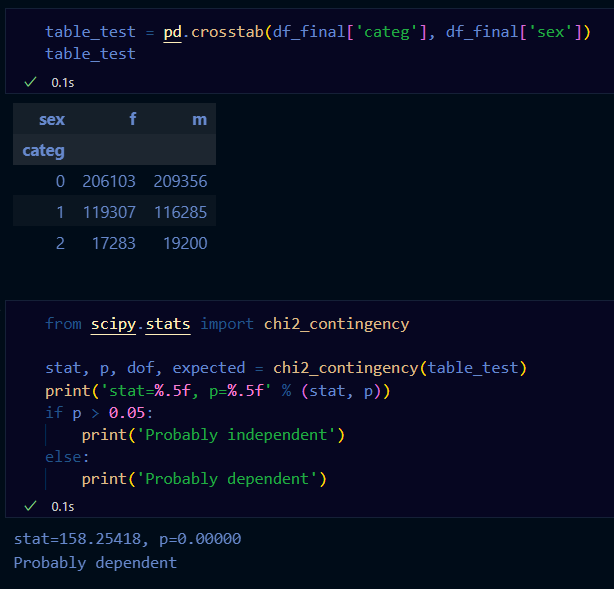 table_test = pd.crosstab(df_final['categ'], df_final['sex'])
table_test
0.1s
sex f m
categ
0 206103 209356
1 119307 116285
2 17283 19200
from scipy.stats import chi2_contingency
stat, p, dof, expected = chi2_contingency(table_test)
print('stat=%.5f, p=%.5f' % (stat, p))
if p > 0.05:
    print('Probably independent')
else:
    print('Probably dependent')
0.1s
stat=158.25418, p=0.00000
Probably dependent